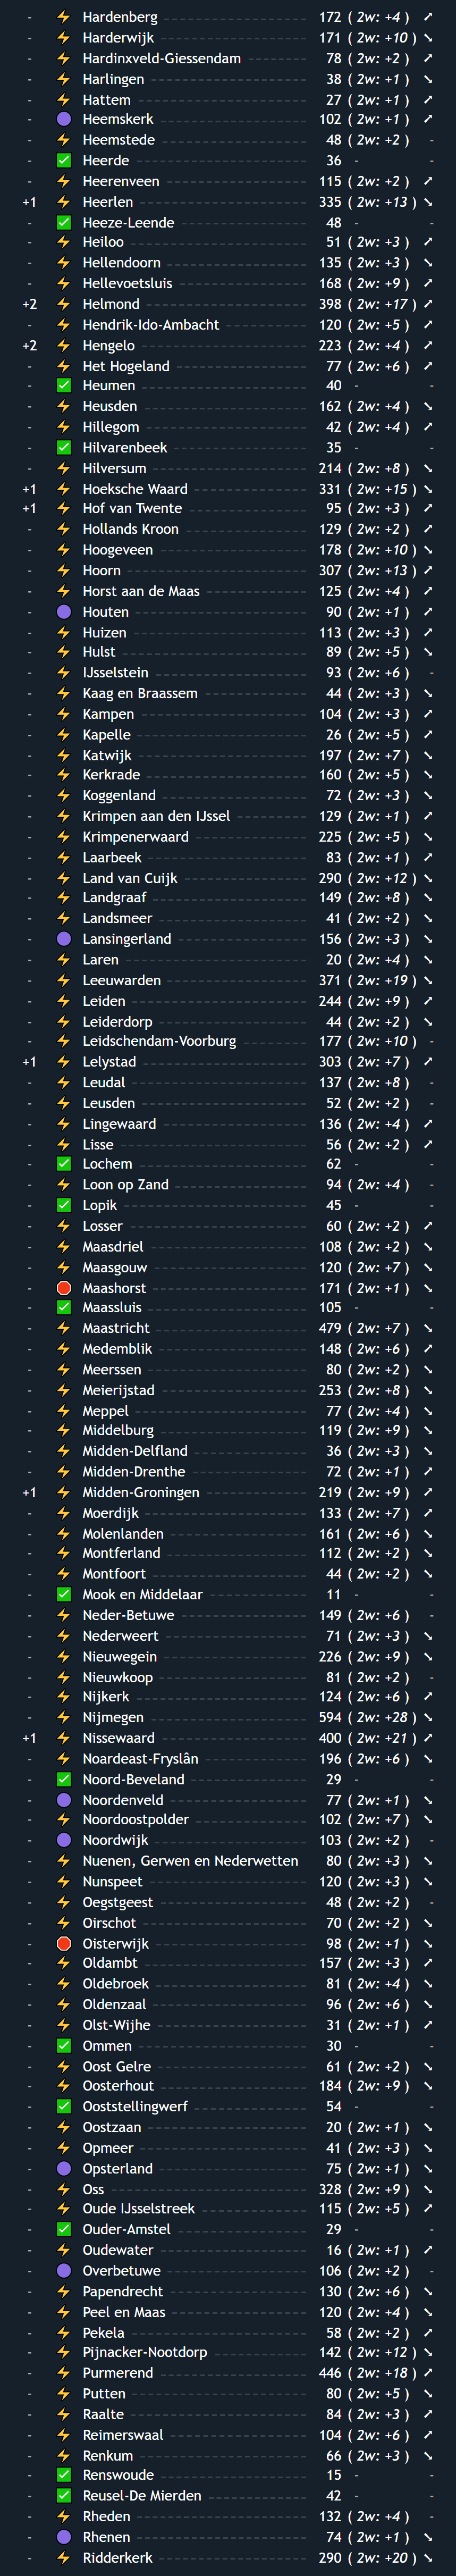 - ⚡ Hardenberg 172 ( 2w: +4 ) ↗
- ⚡ Harderwijk 171 ( 2w: +10 ) ↘
- ⚡ Hardinxveld-Giessendam 78 ( 2w: +2 ) ↗
- ⚡ Harlingen 38 ( 2w: +1 ) ↘
- ⚡ Hattem 27 ( 2w: +1 ) ↗
- 🟣 Heemskerk 102 ( 2w: +1 ) ↗
- ⚡ Heemstede 48 ( 2w: +2 ) -
- ✅ Heerde 36 - -
- ⚡ Heerenveen 115 ( 2w: +2 ) ↗
+1 ⚡ Heerlen 335 ( 2w: +13 ) ↘
- ✅ Heeze-Leende 48 - -
- ⚡ Heiloo 51 ( 2w: +3 ) ↗
- ⚡ Hellendoorn 135 ( 2w: +3 ) ↘
- ⚡ Hellevoetsluis 168 ( 2w: +9 ) ↗
+2 ⚡ Helmond 398 ( 2w: +17 ) ↗
- ⚡ Hendrik-Ido-Ambacht 120 ( 2w: +5 ) ↗
+2 ⚡ Hengelo 223 ( 2w: +4 ) ↗
- ⚡ Het Hogeland 77 ( 2w: +6 ) ↗
- ✅ Heumen 40 - -
- ⚡ Heusden 162 ( 2w: +4 ) ↘
- ⚡ Hillegom 42 ( 2w: +4 ) ↗
- ✅ Hilvarenbeek 35 - -
- ⚡ Hilversum 214 ( 2w: +8 ) ↘
+1 ⚡ Hoeksche Waard 331 ( 2w: +15 ) ↘
+1 ⚡ Hof van Twente 95 ( 2w: +3 ) ↗
- ⚡ Hollands Kroon 129 ( 2w: +2 ) ↗
- ⚡ Hoogeveen 178 ( 2w: +10 ) ↘
- ⚡ Hoorn 307 ( 2w: +13 ) ↗
- ⚡ Horst aan de Maas 125 ( 2w: +4 ) ↗
- 🟣 Houten 90 ( 2w: +1 ) ↗
- ⚡ Huizen 113 ( 2w: +3 ) ↗
- ⚡ Hulst 89 ( 2w: +5 ) ↘
- ⚡ IJsselstein 93 ( 2w: +6 ) -
- ⚡ Kaag en Braassem 44 ( 2w: +3 ) ↘
- ⚡ Kampen 104 ( 2w: +3 ) ↗
- ⚡ Kapelle 26 ( 2w: +5 ) ↗
- ⚡ Katwijk 197 ( 2w: +7 ) ↘
- ⚡ Kerkrade 160 ( 2w: +5 ) ↘
- ⚡ Koggenland 72 ( 2w: +3 ) ↘
- ⚡ Krimpen aan den IJssel 129 ( 2w: +1 ) ↗
- ⚡ Krimpenerwaard 225 ( 2w: +5 ) ↘
- ⚡ Laarbeek 83 ( 2w: +1 ) ↗
- ⚡ Land van Cuijk 290 ( 2w: +12 ) ↘
- ⚡ Landgraaf 149 ( 2w: +8 ) ↘
- ⚡ Landsmeer 41 ( 2w: +2 ) ↘
- 🟣 Lansingerland 156 ( 2w: +3 ) ↘
- ⚡ Laren 20 ( 2w: +4 ) ↘
- ⚡ Leeuwarden 371 ( 2w: +19 ) ↘
- ⚡ Leiden 244 ( 2w: +9 ) ↗
- ⚡ Leiderdorp 44 ( 2w: +2 ) ↘
- ⚡ Leidschendam-Voorburg 177 ( 2w: +10 ) -
+1 ⚡ Lelystad 303 ( 2w: +7 ) ↗
- ⚡ Leudal 137 ( 2w: +8 ) -
- ⚡ Leusden 52 ( 2w: +2 ) -
- ⚡ Lingewaard 136 ( 2w: +4 ) ↗
- ⚡ Lisse 56 ( 2w: +2 ) ↗
- ✅ Lochem 62 - -
- ⚡ Loon op Zand 94 ( 2w: +4 ) -
- ✅ Lopik 45 - -
- ⚡ Losser 60 ( 2w: +2 ) ↗
- ⚡ Maasdriel 108 ( 2w: +2 ) ↘
- ⚡ Maasgouw 120 ( 2w: +7 ) ↘
- 🛑 Maashorst 171 ( 2w: +1 ) ↘
- ✅ Maassluis 105 - -
- ⚡ Maastricht 479 ( 2w: +7 ) ↘
- ⚡ Medemblik 148 ( 2w: +6 ) ↗
- ⚡ Meerssen 80 ( 2w: +2 ) ↘
- ⚡ Meierijstad 253 ( 2w: +8 ) ↘
- ⚡ Meppel 77 ( 2w: +4 ) ↘
- ⚡ Middelburg 119 ( 2w: +9 ) ↘
- ⚡ Midden-Delfland 36 ( 2w: +3 ) ↘
- ⚡ Midden-Drenthe 72 ( 2w: +1 ) ↗
+1 ⚡ Midden-Groningen 219 ( 2w: +9 ) ↗
- ⚡ Moerdijk 133 ( 2w: +7 ) ↗
- ⚡ Molenlanden 161 ( 2w: +6 ) ↘
- ⚡ Montferland 112 ( 2w: +2 ) ↘
- ⚡ Montfoort 44 ( 2w: +2 ) ↘
- ✅ Mook en Middelaar 11 - -
- ⚡ Neder-Betuwe 149 ( 2w: +6 ) -
- ⚡ Nederweert 71 ( 2w: +3 ) ↘
- ⚡ Nieuwegein 226 ( 2w: +9 ) ↘
- ⚡ Nieuwkoop 81 ( 2w: +2 ) -
- ⚡ Nijkerk 124 ( 2w: +6 ) ↗
- ⚡ Nijmegen 594 ( 2w: +28 ) ↘
+1 ⚡ Nissewaard 400 ( 2w: +21 ) ↗
- ⚡ Noardeast-Fryslân 196 ( 2w: +6 ) ↘
- ✅ Noord-Beveland 29 - -
- 🟣 Noordenveld 77 ( 2w: +1 ) ↘
- ⚡ Noordoostpolder 102 ( 2w: +7 ) ↘
- 🟣 Noordwijk 103 ( 2w: +2 ) -
- ⚡ Nuenen, Gerwen en Nederwetten 80 ( 2w: +3 ) ↘
- ⚡ Nunspeet 120 ( 2w: +3 ) ↘
- ⚡ Oegstgeest 48 ( 2w: +2 ) -
- ⚡ Oirschot 70 ( 2w: +2 ) ↘
- 🛑 Oisterwijk 98 ( 2w: +1 ) ↘
- ⚡ Oldambt 157 ( 2w: +3 ) ↗
- ⚡ Oldebroek 81 ( 2w: +4 ) ↘
- ⚡ Oldenzaal 96 ( 2w: +6 ) ↘
- ⚡ Olst-Wijhe 31 ( 2w: +1 ) ↗
- ✅ Ommen 30 - -
- ⚡ Oost Gelre 61 ( 2w: +2 ) ↘
- ⚡ Oosterhout 184 ( 2w: +9 ) ↘
- ✅ Ooststellingwerf 54 - -
- ⚡ Oostzaan 20 ( 2w: +1 ) ↘
- ⚡ Opmeer 41 ( 2w: +3 ) ↘
- 🟣 Opsterland 75 ( 2w: +1 ) ↘
- ⚡ Oss 328 ( 2w: +9 ) ↘
- ⚡ Oude IJsselstreek 115 ( 2w: +5 ) ↗
- ✅ Ouder-Amstel 29 - -
- ⚡ Oudewater 16 ( 2w: +1 ) ↗
- 🟣 Overbetuwe 106 ( 2w: +2 ) -
- ⚡ Papendrecht 130 ( 2w: +6 ) ↘
- ⚡ Peel en Maas 120 ( 2w: +4 ) ↘
- ⚡ Pekela 58 ( 2w: +2 ) ↗
- ⚡ Pijnacker-Nootdorp 142 ( 2w: +12 ) ↘
- ⚡ Purmerend 446 ( 2w: +18 ) ↗
- ⚡ Putten 80 ( 2w: +5 ) ↘
- ⚡ Raalte 84 ( 2w: +3 ) ↗
- ⚡ Reimerswaal 104 ( 2w: +6 ) ↗
- ⚡ Renkum 66 ( 2w: +3 ) ↘
- ✅ Renswoude 15 - -
- ✅ Reusel-De Mierden 42 - -
- ⚡ Rheden 132 ( 2w: +4 ) -
- 🟣 Rhenen 74 ( 2w: +1 ) ↘
- ⚡ Ridderkerk 290 ( 2w: +20 ) ↘